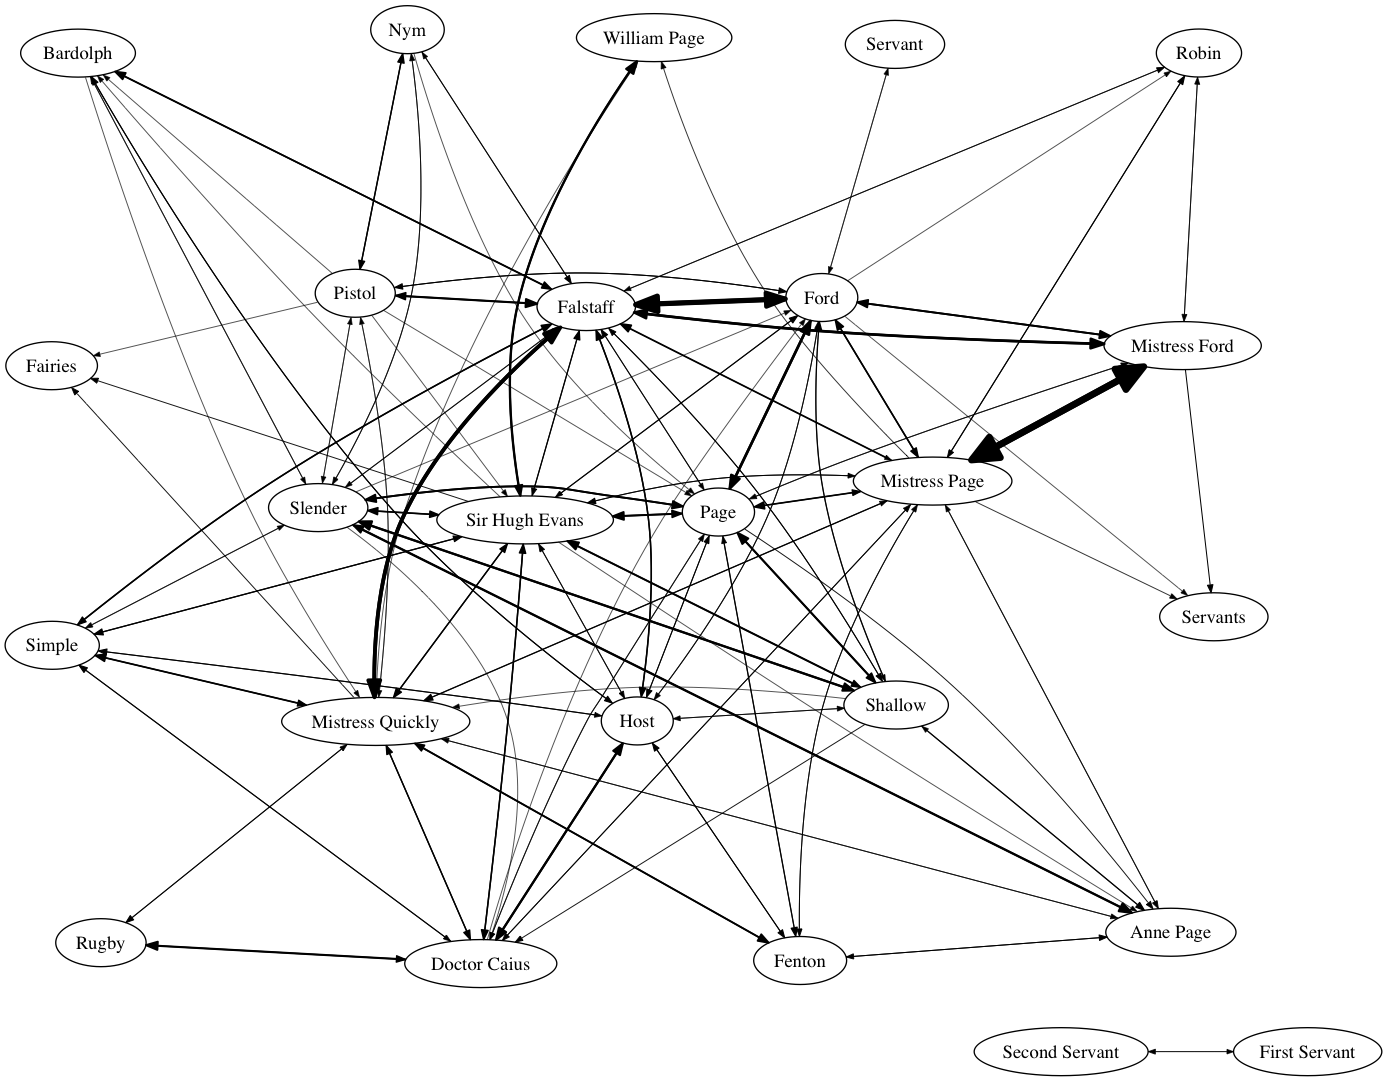 Nym
William Page
Servant
Bardolph
Robin
Pistol
Falstaff
Ford
Mistress Ford
Fairies
Mistress Page
Slender
Sir Hugh Evans
Page
Servants
Simple
Mistress Quickly
Host
Shallow
Rugby
Doctor Caius
Fenton
Anne Page
Second Servant
First Servant